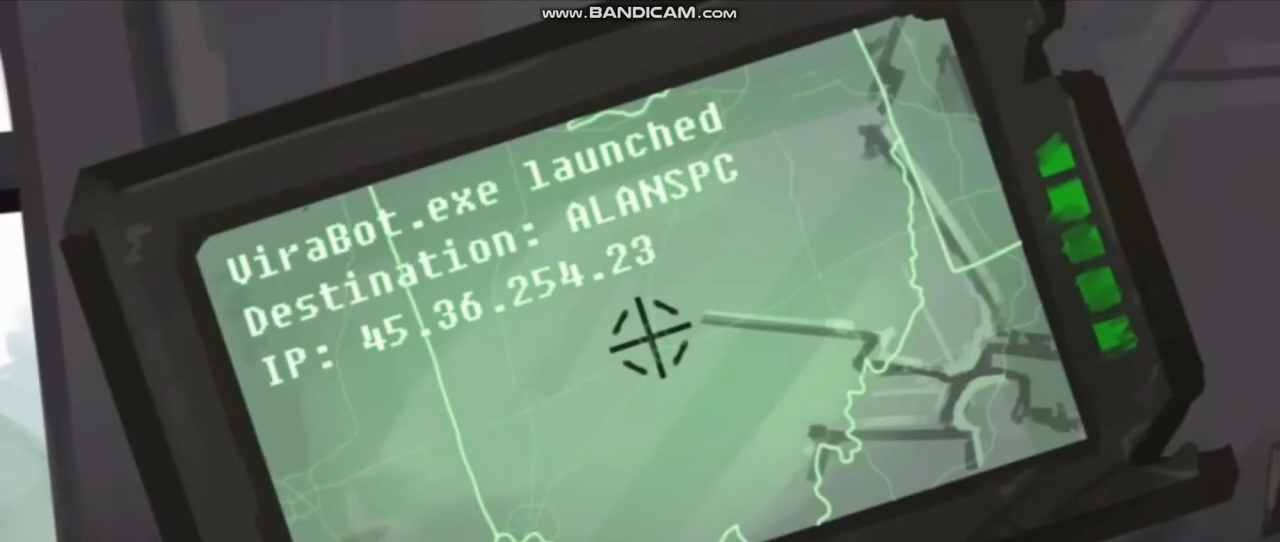 www.BANDICAM.com
ViraBot.exe launched
Destination: ALANSPC
IP: 45.36.254.23